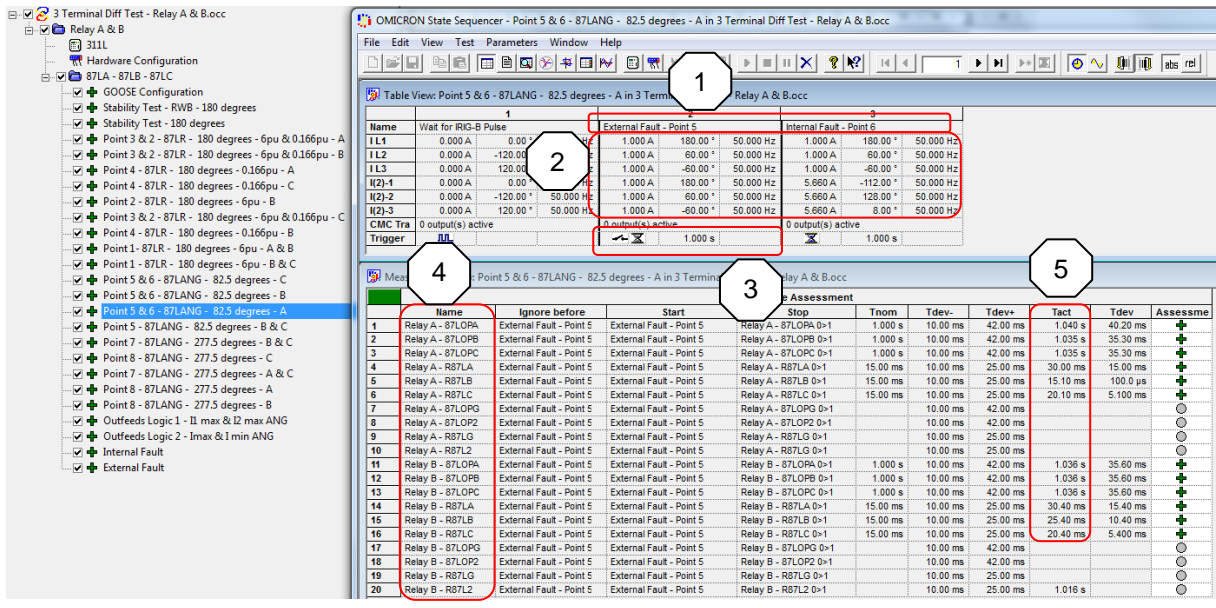 3 Terminal Diff Test - Relay A & B.occ
Relay A & B
311L
Hardware Configuration
87LA - 87LB - 87LC
GOOSE Configuration
Stability Test - RWB - 180 degrees
Stability Test - 180 degrees
Point 3 & 2 - 87LR - 180 degrees - 6pu & 0.166pu - A
Point 3 & 2 - 87LR - 180 degrees - 6pu & 0.166pu - B
Point 4 - 87LR - 180 degrees - 0.166pu - A
Point 4 - 87LR - 180 degrees - 0.166pu - C
Point 2 - 87LR - 180 degrees - 6pu - B
Point 3 & 2 - 87LR - 180 degrees - 6pu & 0.166pu - C
Point 4 - 87LR - 180 degrees - 0.166pu - B
Point 1- 87LR - 180 degrees - 6pu - A & B
Point 1 - 87LR - 180 degrees - 6pu - B & C
Point 5 & 6 - 87LANG - 82.5 degrees - C
Point 5 & 6 - 87LANG - 82.5 degrees - B
Point 5 & 6 - 87LANG - 82.5 degrees - A
Point 5 - 87LANG - 82.5 degrees - B & C
Point 7 - 87LANG - 277.5 degrees - B & C
Point 8 - 87LANG - 277.5 degrees - C
Point 7 - 87LANG - 277.5 degrees - A & C
Point 8 - 87LANG - 277.5 degrees - A
Point 8 - 87LANG - 277.5 degrees - B
Outfeeds Logic 1 - I1 max & I2 max ANG
Outfeeds Logic 2 - Imax & I min ANG
Internal Fault
External Fault
OMICRON State Sequencer - Point 5 & 6 - 87LANG - 82.5 degrees - A in 3 Terminal Diff Test - Relay A & B.occ
File Edit View Test Parameters Window Help
1 abs rel
1
Table View: Point 5 & 6 - 87LANG - 82.5 degrees - A in 3 Term Relay A & B.occ
1 2 3
Name Wait for IRIG-B Pulse External Fault - Point 5 Internal Fault - Point 6
I L1 0.000 A 0.00 ° Hz 1.000 A 180.00 ° 50.000 Hz 1.000 A 180.00 ° 50.000 Hz
I L2 0.000 A -120.00 1.000 A 60.00 ° 50.000 Hz 1.000 A 60.00 ° 50.000 Hz
I L3 0.000 A 120.00 1.000 A -60.00 ° 50.000 Hz 1.000 A -60.00 ° 50.000 Hz
I(2)-1 0.000 A 0.00 1.000 A 180.00 ° 50.000 Hz 5.660 A -112.00 ° 50.000 Hz
I(2)-2 0.000 A -120.00 ° 50.000 Hz 1.000 A 60.00 ° 50.000 Hz 5.660 A 128.00 ° 50.000 Hz
I(2)-3 0.000 A 120.00 ° 50.000 Hz 1.000 A -60.00 ° 50.000 Hz 5.660 A 8.00 ° 50.000 Hz
CMC Tra 0 output(s) active 0 output(s) active 0 output(s) active
Trigger 1.000 s 1.000 s
2
3
4
5
Mea : Point 5 & 6 - 87LANG - 82.5 degrees - A in 3 Termina elay A & B.occ
e Assessment
Name Ignore before Start Stop Tnom Tdev- Tdev+ Tact Tdev Assessme
1 Relay A - 87LOPA External Fault - Point 5 External Fault - Point 5 Relay A - 87LOPA 0>1 1.000 s 10.00 ms 42.00 ms 1.040 s 40.20 ms
2 Relay A - 87LOPB External Fault - Point 5 External Fault - Point 5 Relay A - 87LOPB 0>1 1.000 s 10.00 ms 42.00 ms 1.035 s 35.30 ms
3 Relay A - 87LOPC External Fault - Point 5 External Fault - Point 5 Relay A - 87LOPC 0>1 1.000 s 10.00 ms 42.00 ms 1.035 s 35.30 ms
4 Relay A - R87LA External Fault - Point 5 External Fault - Point 5 Relay A - R87LA 0>1 15.00 ms 10.00 ms 25.00 ms 30.00 ms 15.00 ms
5 Relay A - R87LB External Fault - Point 5 External Fault - Point 5 Relay A - R87LB 0>1 15.00 ms 10.00 ms 25.00 ms 15.10 ms 100.0 µs
6 Relay A - R87LC External Fault - Point 5 External Fault - Point 5 Relay A - R87LC 0>1 15.00 ms 10.00 ms 25.00 ms 20.10 ms 5.100 ms
7 Relay A - 87LOPG External Fault - Point 5 External Fault - Point 5 Relay A - 87LOPG 0>1 10.00 ms 42.00 ms
8 Relay A - 87LOP2 External Fault - Point 5 External Fault - Point 5 Relay A - 87LOP2 0>1 10.00 ms 42.00 ms
9 Relay A - R87LG External Fault - Point 5 External Fault - Point 5 Relay A - R87LG 0>1 10.00 ms 25.00 ms
10 Relay A - R87L2 External Fault - Point 5 External Fault - Point 5 Relay A - R87LG 0>1 10.00 ms 25.00 ms
11 Relay B - 87LOPA External Fault - Point 5 External Fault - Point 5 Relay B - 87LOPA 0>1 1.000 s 10.00 ms 42.00 ms 1.036 s 35.60 ms
12 Relay B - 87LOPB External Fault - Point 5 External Fault - Point 5 Relay B - 87LOPB 0>1 1.000 s 10.00 ms 42.00 ms 1.036 s 35.60 ms
13 Relay B - 87LOPC External Fault - Point 5 External Fault - Point 5 Relay B - 87LOPC 0>1 1.000 s 10.00 ms 42.00 ms 1.036 s 35.60 ms
14 Relay B - R87LA External Fault - Point 5 External Fault - Point 5 Relay B - R87LA 0>1 15.00 ms 10.00 ms 25.00 ms 30.40 ms 15.40 ms
15 Relay B - R87LB External Fault - Point 5 External Fault - Point 5 Relay B - R87LB 0>1 15.00 ms 10.00 ms 25.00 ms 25.40 ms 10.40 ms
16 Relay B - R87LC External Fault - Point 5 External Fault - Point 5 Relay B - R87LC 0>1 15.00 ms 10.00 ms 25.00 ms 20.40 ms 5.400 ms
17 Relay B - 87LOPG External Fault - Point 5 External Fault - Point 5 Relay B - 87LOPG 0>1 10.00 ms 42.00 ms
18 Relay B - 87LOP2 External Fault - Point 5 External Fault - Point 5 Relay B - 87LOP2 0>1 10.00 ms 42.00 ms
19 Relay B - R87LG External Fault - Point 5 External Fault - Point 5 Relay B - R87LG 0>1 10.00 ms 25.00 ms
20 Relay B - R87L2 External Fault - Point 5 External Fault - Point 5 Relay B - R87L2 0>1 10.00 ms 25.00 ms 1.016 s